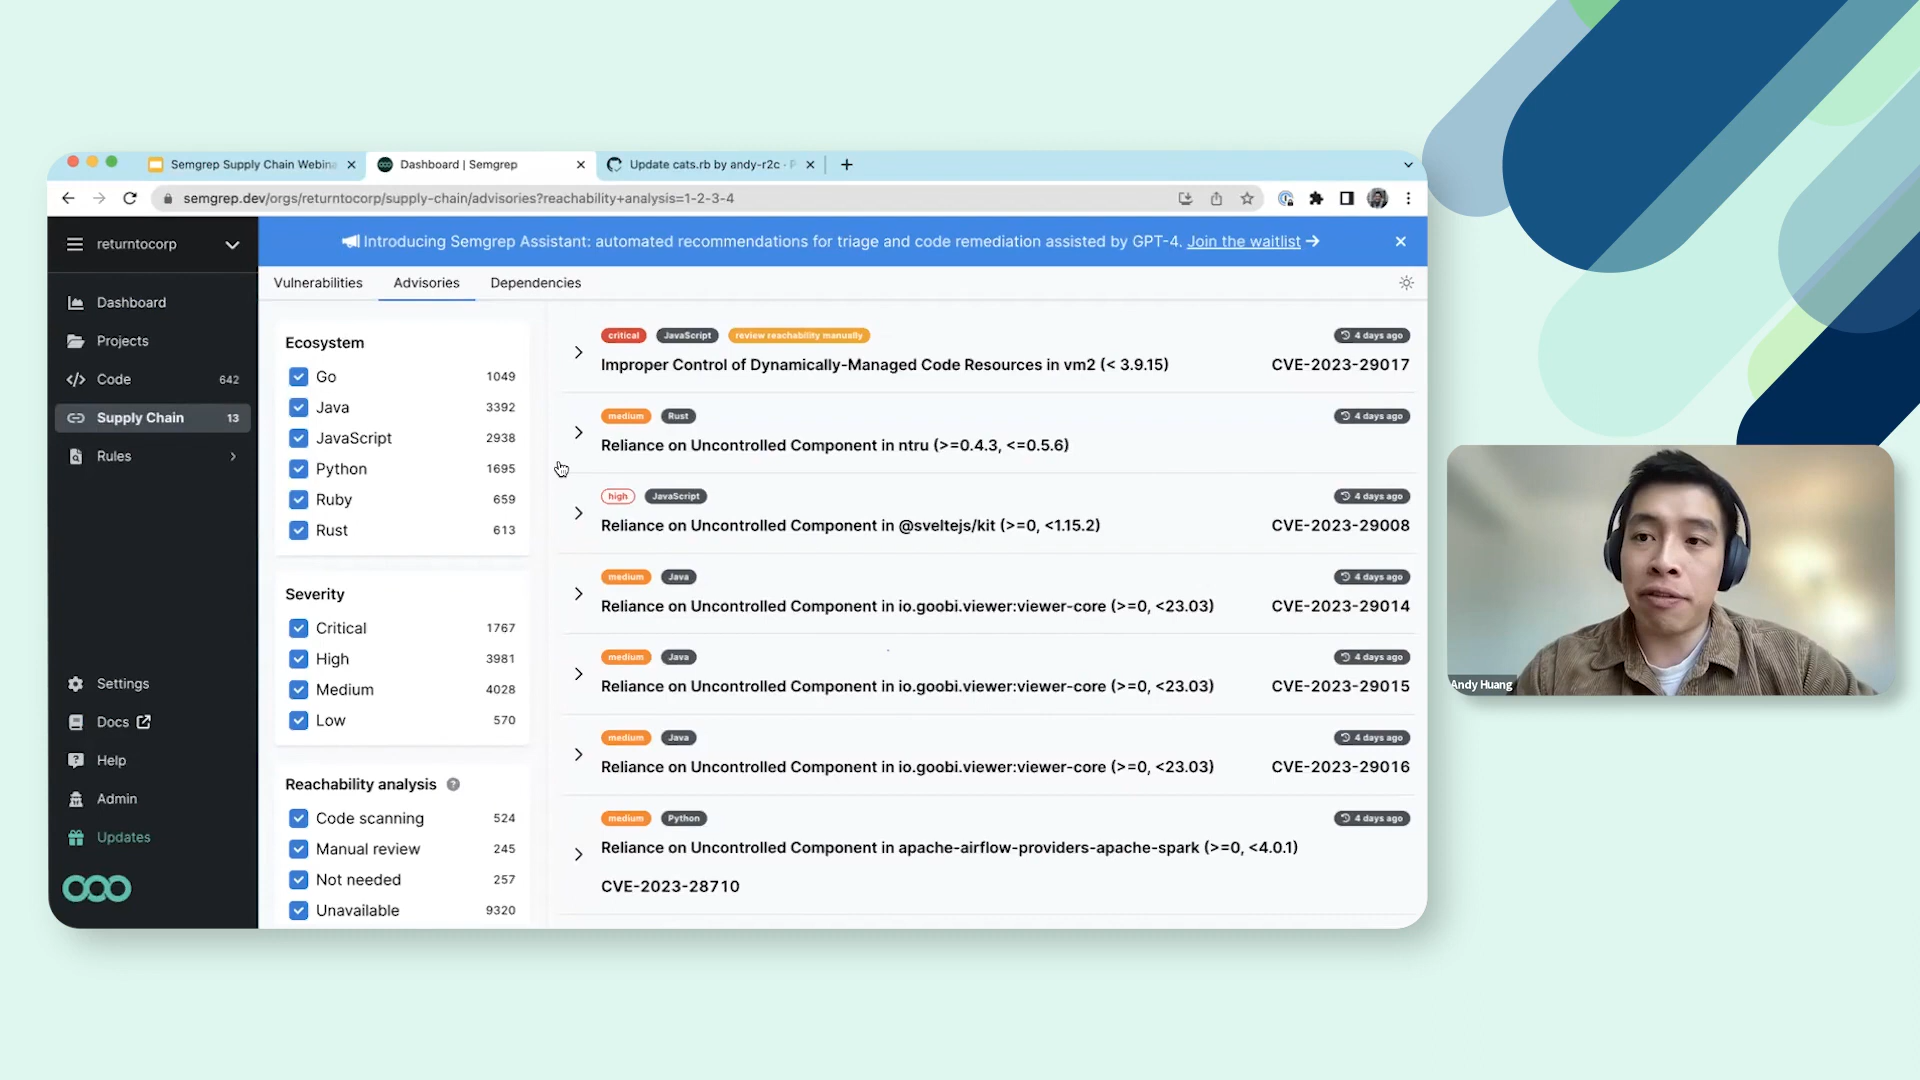 Semgrep Supply Chain Webina
Dashboard | Semgrep
Update cats.rb by andy-r2c · P
semgrep.dev/orgs/returntocorp/supply-chain/advisories?reachability+analysis=1-2-3-4
returntocorp
Introducing Semgrep Assistant: automated recommendations for triage and code remediation assisted by GPT-4. Join the waitlist →
Vulnerabilities Advisories Dependencies
Dashboard
Projects
Code 642
Supply Chain 13
Rules
Settings
Docs
Help
Admin
Updates
Ecosystem
Go 1049
Java 3392
JavaScript 2938
Python 1695
Ruby 659
Rust 613
Severity
Critical 1767
High 3981
Medium 4028
Low 570
Reachability analysis ?
Code scanning 524
Manual review 245
Not needed 257
Unavailable 9320
critical JavaScript review reachability manually 4 days ago
Improper Control of Dynamically-Managed Code Resources in vm2 (< 3.9.15) CVE-2023-29017
medium Rust 4 days ago
Reliance on Uncontrolled Component in ntru (>=0.4.3, <=0.5.6)
high JavaScript 4 days ago
Reliance on Uncontrolled Component in @sveltejs/kit (>=0, <1.15.2) CVE-2023-29008
medium Java 4 days ago
Reliance on Uncontrolled Component in io.goobi.viewer:viewer-core (>=0, <23.03) CVE-2023-29014
medium Java 4 days ago
Reliance on Uncontrolled Component in io.goobi.viewer:viewer-core (>=0, <23.03) CVE-2023-29015
medium Java 4 days ago
Reliance on Uncontrolled Component in io.goobi.viewer:viewer-core (>=0, <23.03) CVE-2023-29016
medium Python 4 days ago
Reliance on Uncontrolled Component in apache-airflow-providers-apache-spark (>=0, <4.0.1)
CVE-2023-28710
Andy Huang